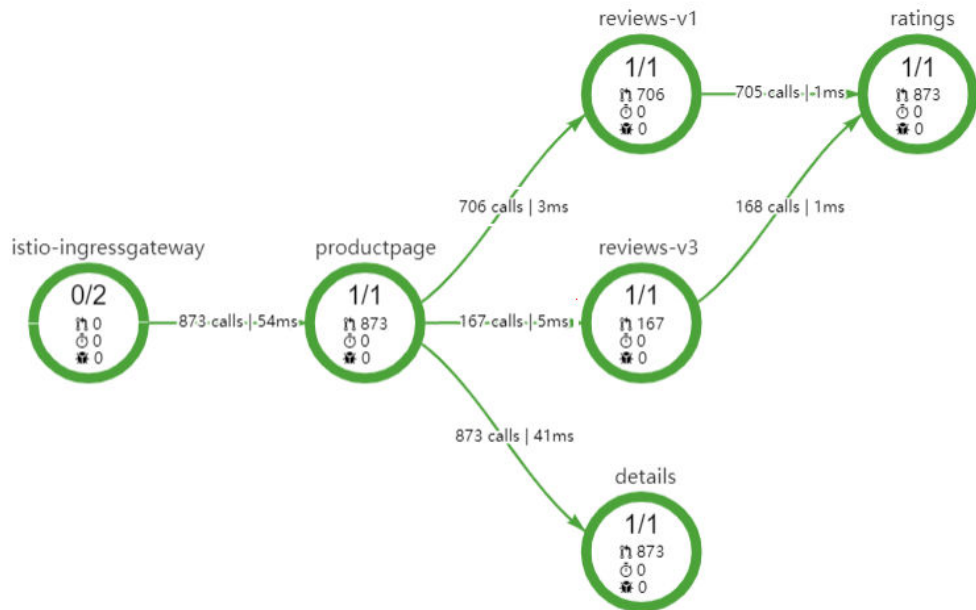 reviews-v1
ratings
1/1
706
0
0
705 calls | 1ms
1/1
873
0
0
706 calls | 3ms
168 calls | 1ms
istio-ingressgateway
productpage
reviews-v3
0/2
0
0
0
873 calls | 54ms
1/1
873
0
0
167 calls | 5ms
1/1
167
0
0
873 calls | 41ms
details
1/1
873
0
0